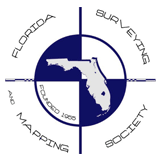 FLORIDA
SURVEYING
AND
MAPPING
SOCIETY
FOUNDED 1955